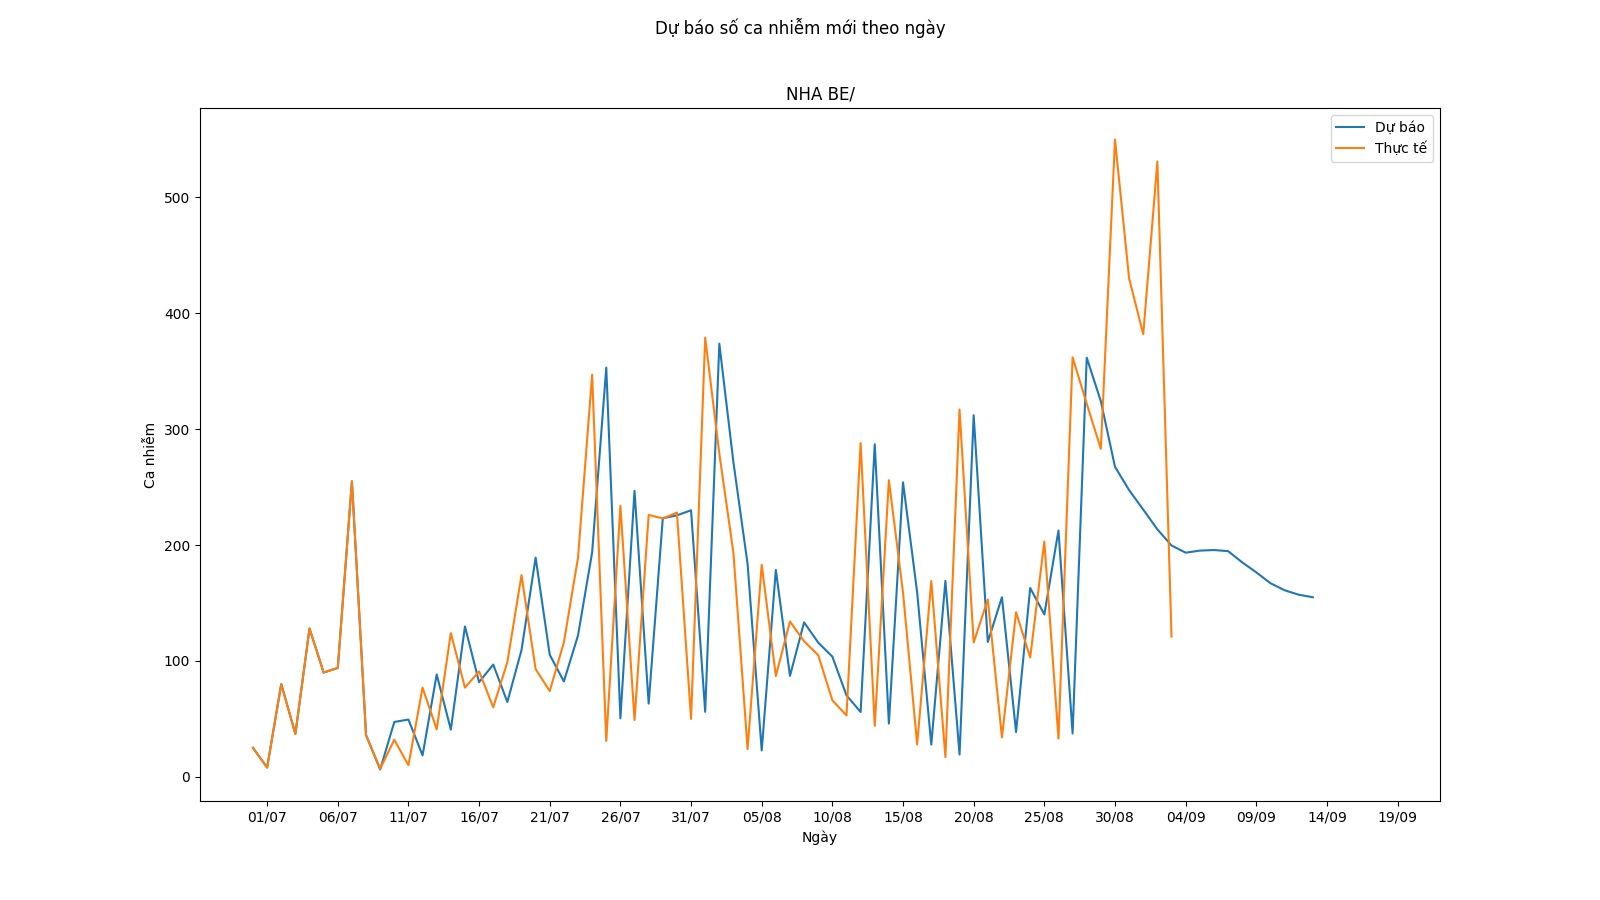 Dự báo số ca nhiễm mới theo ngày
NHA BE/
Dự báo
Thực tế
500
400
300
200
100
0
Ca nhiễm
01/07 06/07 11/07 16/07 21/07 26/07 31/07 05/08 10/08 15/08 20/08 25/08 30/08 04/09 09/09 14/09 19/09
Ngày